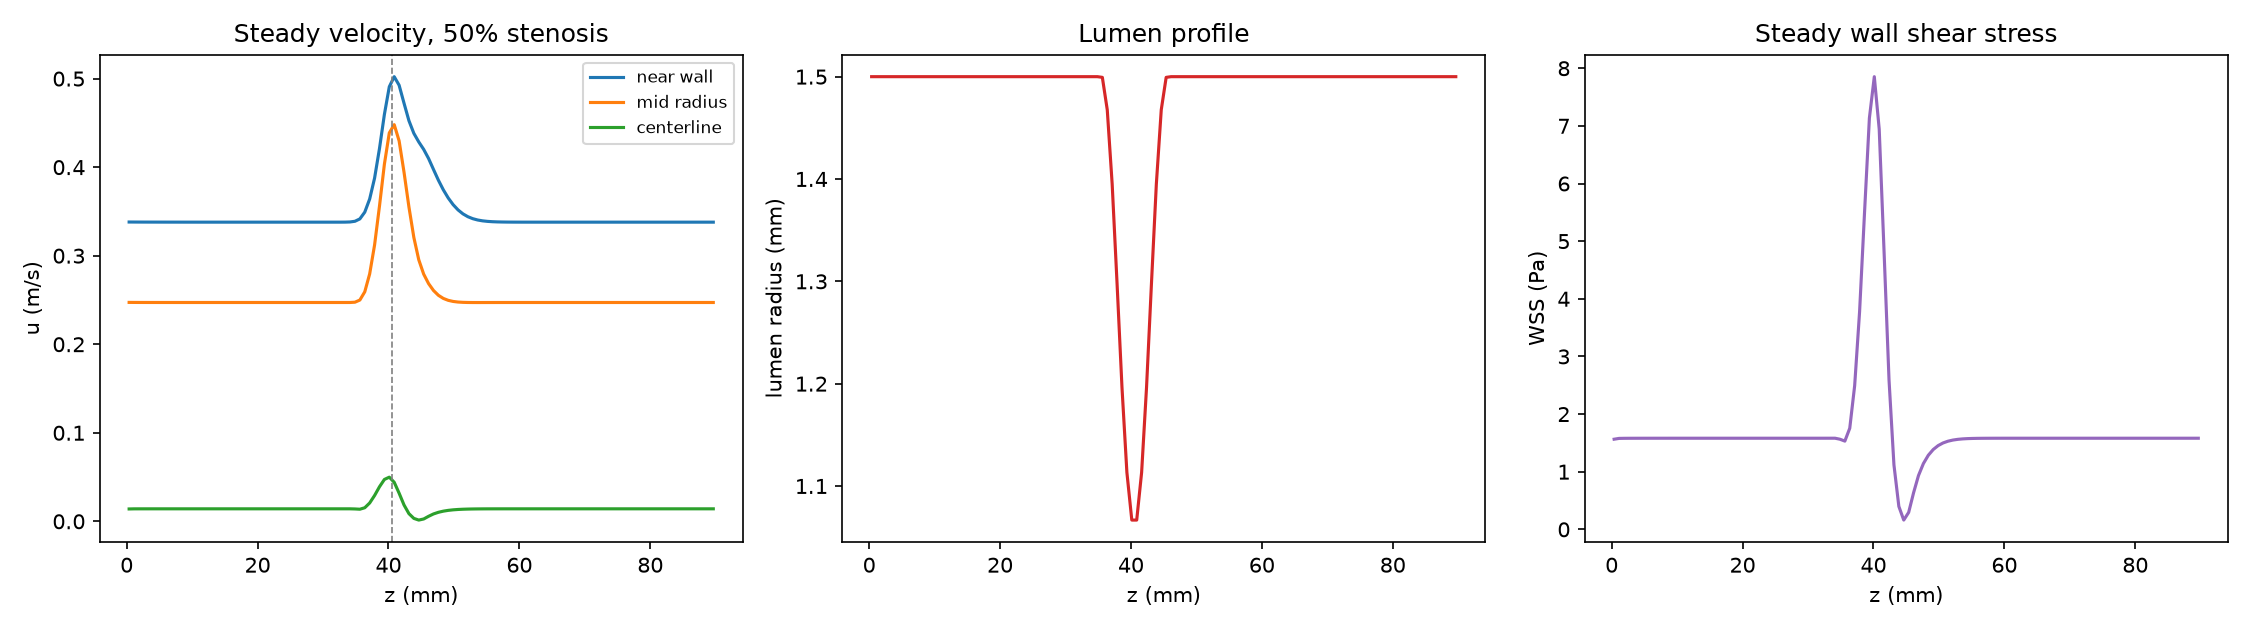 Steady velocity, 50% stenosis
u (m/s)
0.5
0.4
0.3
0.2
0.1
0.0
near wall
mid radius
centerline
0 20 40 60 80
z (mm)
Lumen profile
lumen radius (mm)
1.5
1.4
1.3
1.2
1.1
0 20 40 60 80
z (mm)
Steady wall shear stress
WSS (Pa)
8
7
6
5
4
3
2
1
0
0 20 40 60 80
z (mm)